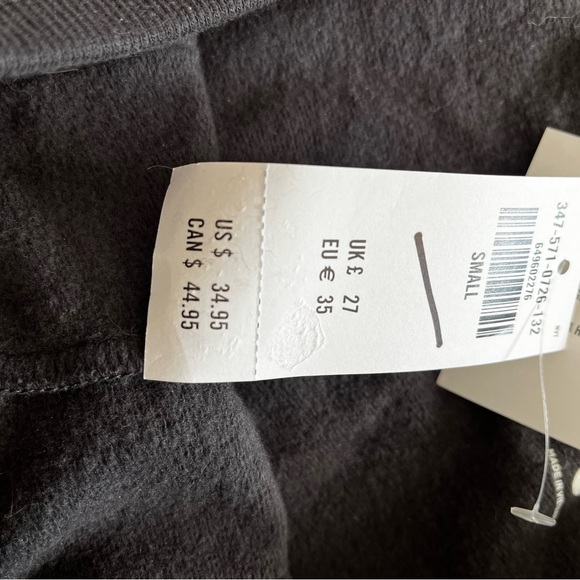 347-571-0726-132
649602276
SMALL
UK £ 27
EU € 35
US $ 34.95
CAN $ 44.95
MADE IN